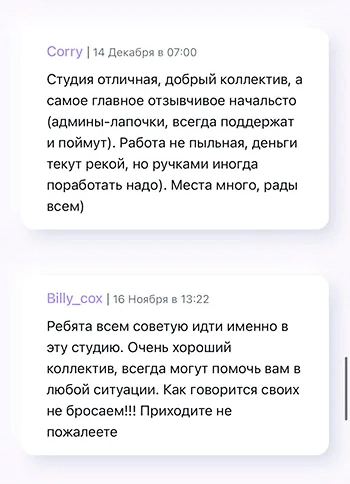 Corry | 14 Декабря в 07:00
Студия отличная, добрый коллектив, а
самое главное отзывчивое начальсто
(админы-лапочки, всегда поддержат
и поймут). Работа не пыльная, деньги
текут рекой, но ручками иногда
поработать надо). Места много, рады
всем)
Billy_cox | 16 Ноября в 13:22
Ребята всем советую идти именно в
эту студию. Очень хороший
коллектив, всегда могут помочь вам в
любой ситуации. Как говорится своих
не бросаем!!! Приходите не
пожалеете